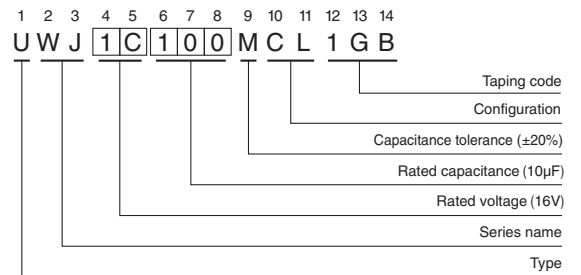 1 2 3 4 5 6 7 8 9 10 11 12 13 14
U W J 1 C 1 0 0 M C L 1 G B
Taping code
Configuration
Capacitance tolerance (±20%)
Rated capacitance (10µF)
Rated voltage (16V)
Series name
Type